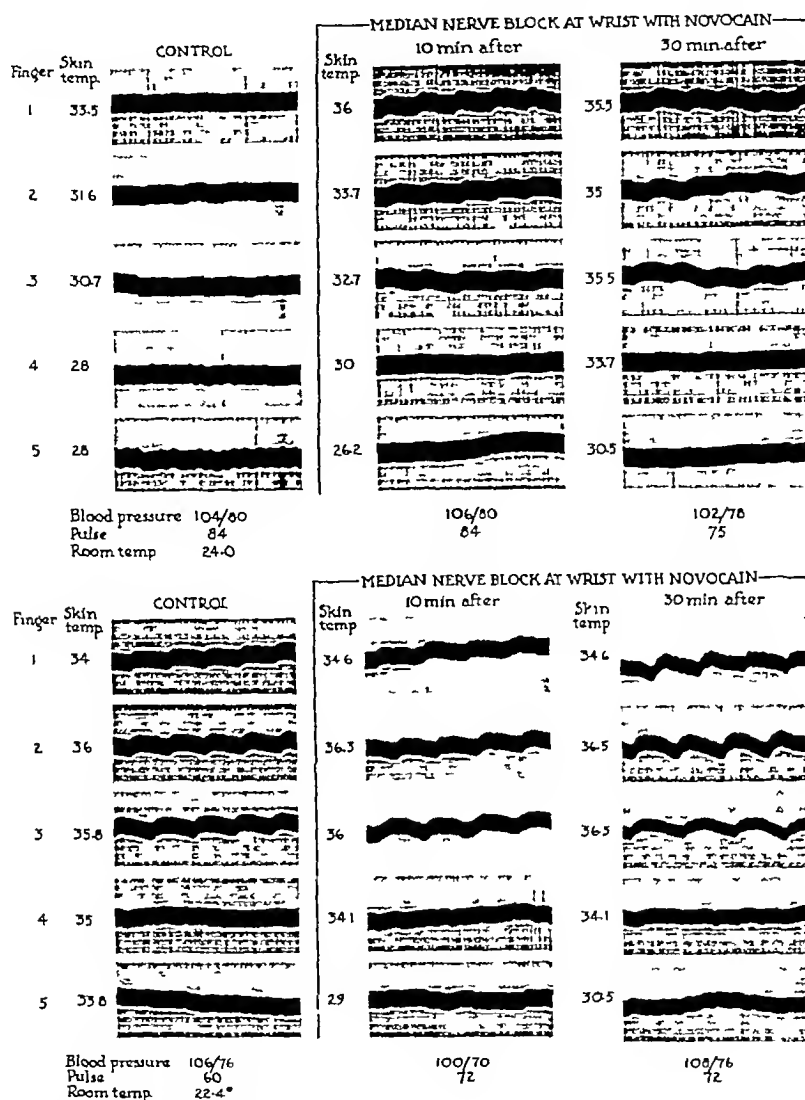 MEDIAN NERVE BLOCK AT WRIST WITH NOVOCAIN
CONTROL 10 min after 30 min. after
Finger Skin temp. Skin temp Skin temp.
1 33.5 36 35.5
2 31.6 33.7 35
3 30.7 32.7 35.5
4 28 30 33.7
5 28 26.2 30.5
Blood pressure 104/80 106/80 102/78
Pulse 84 84 75
Room temp 24.0
MEDIAN NERVE BLOCK AT WRIST WITH NOVOCAIN
CONTROL 10 min after 30 min after
Finger Skin temp. Skin temp Skin temp
1 34 34.6 34.6
2 36 36.3 36.5
3 35.8 36 36.5
4 35 34.1 34.1
5 33.8 29 30.5
Blood pressure 106/76 100/70 108/76
Pulse 60 72 72
Room temp 22.4°